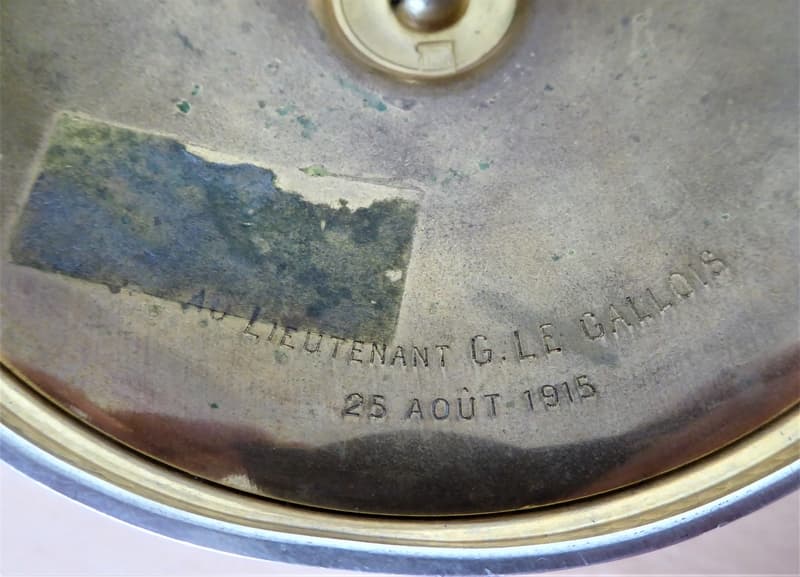 AU LIEUTENANT G. LE GALLOIS
25 AOÛT 1915